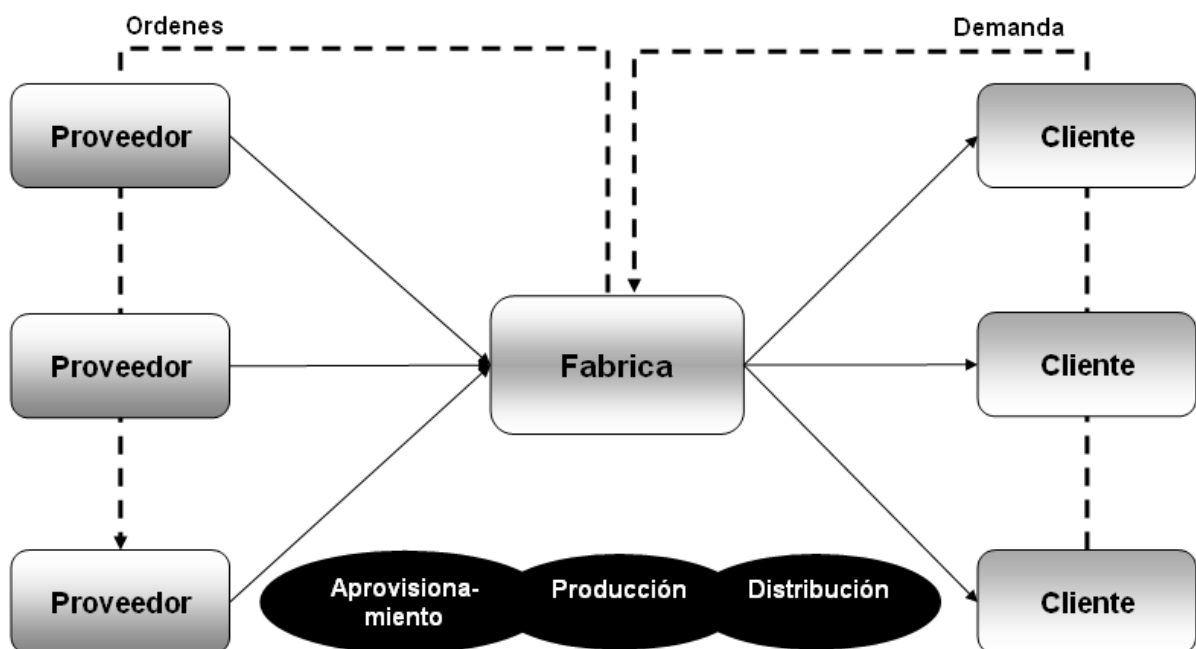 Ordenes
Demanda
Proveedor
Cliente
Proveedor
Fabrica
Cliente
Proveedor
Aprovisiona-
miento
Producción
Distribución
Cliente